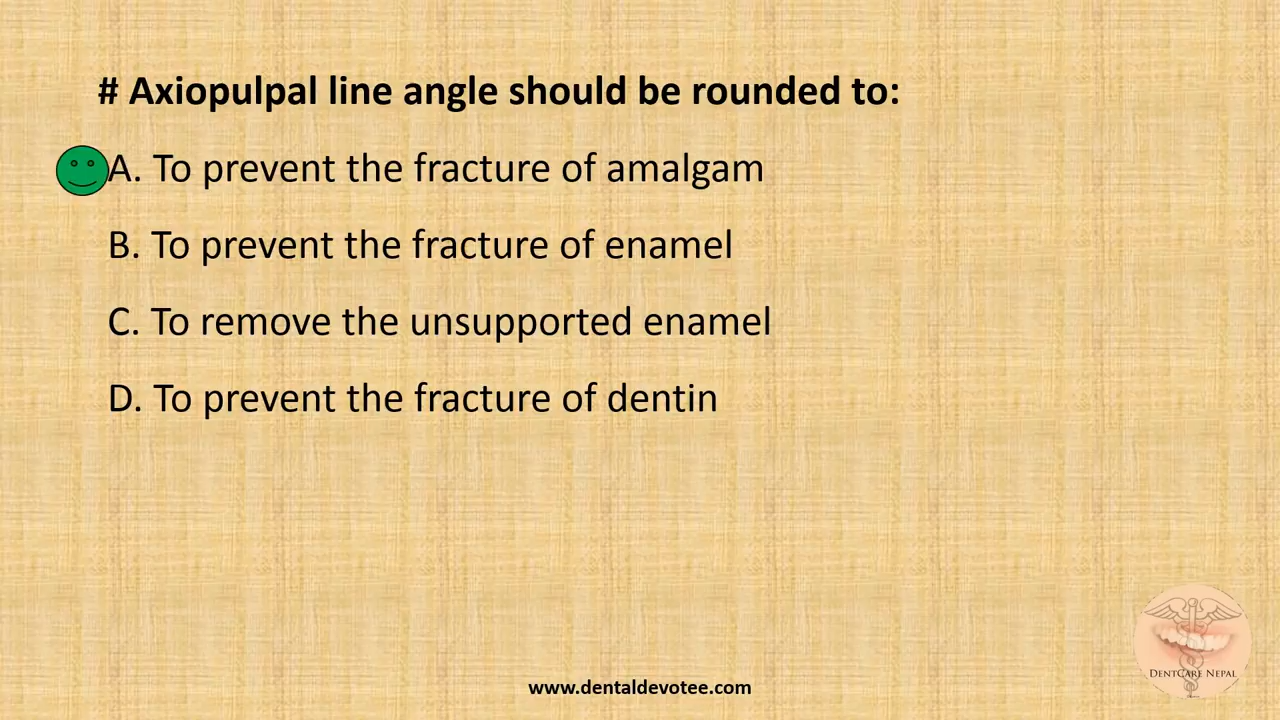 # Axiopulpal line angle should be rounded to:
A. To prevent the fracture of amalgam
B. To prevent the fracture of enamel
C. To remove the unsupported enamel
D. To prevent the fracture of dentin
DentCare Nepal
www.dentaldevotee.com